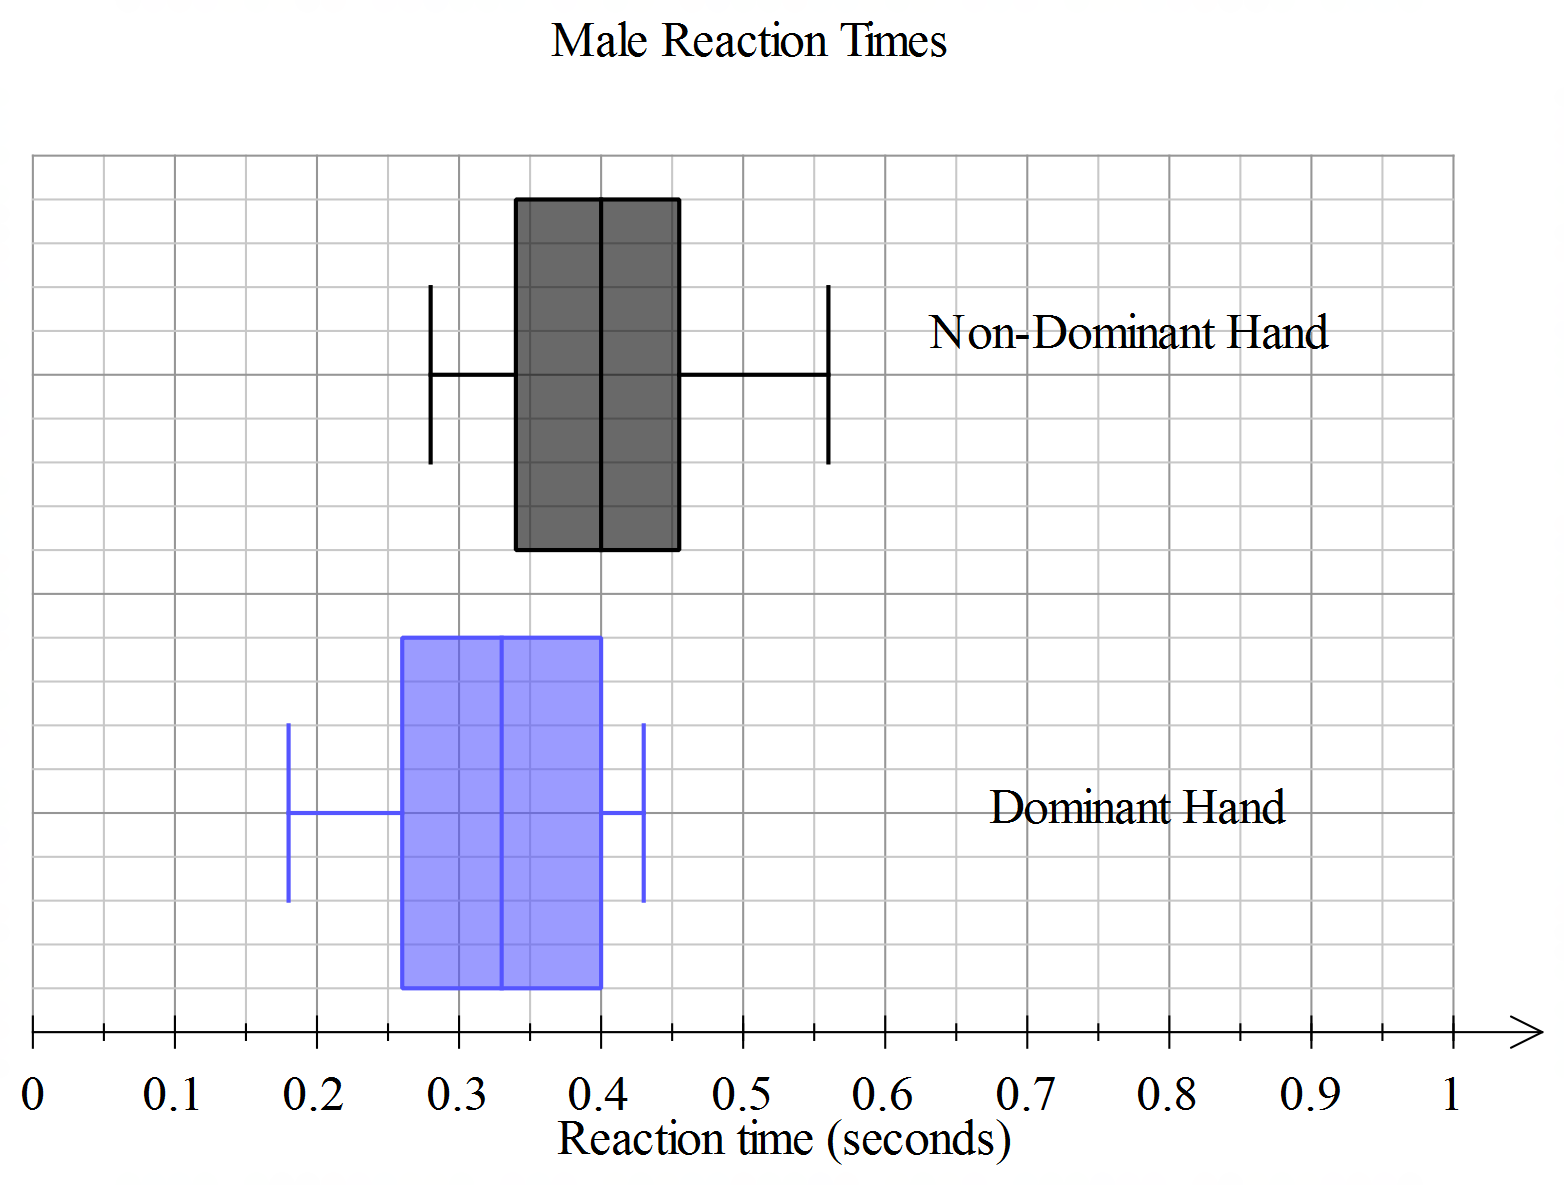 Male Reaction Times
Non-Dominant Hand
Dominant Hand
0 0.1 0.2 0.3 0.4 0.5 0.6 0.7 0.8 0.9 1
Reaction time (seconds)